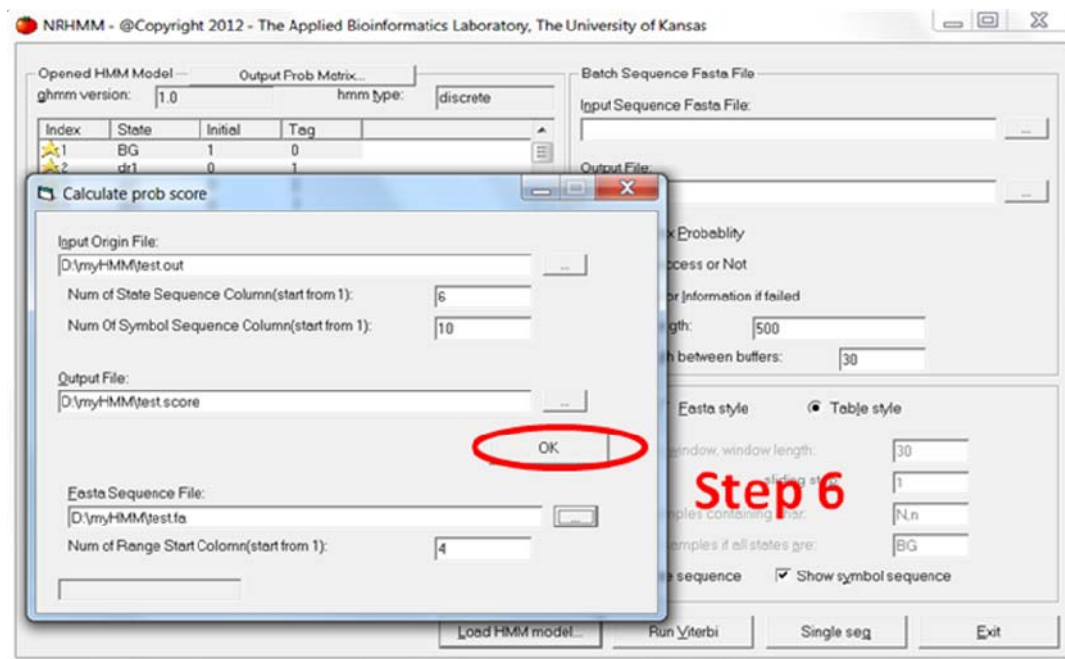 NRHMM - @Copyright 2012 - The Applied Bioinformatics Laboratory, The University of Kansas
Opened HMM Model
Output Prob Matrix...
ghmm version: 1.0
hmm type: discrete
Index State Initial Tag
1 BG 1 0
2 dr1 0 1
Batch Sequence Fasta File
Input Sequence Fasta File:
...
Output File:
...
Probablity
or Not
Information if failed
500
between buffers: 30
Fasta style
Table style
window, window length: 30
sliding 1
containing N,n
if all states are: BG
sequence
Show symbol sequence
Calculate prob score
Input Origin File:
D:\myHMM\test.out
...
Num of State Sequence Column(start from 1): 6
Num Of Symbol Sequence Column(start from 1): 10
Output File:
D:\myHMM\test.score
...
OK
Step 6
Fasta Sequence File:
D:\myHMM\test.fa
...
Num of Range Start Colomn(start from 1): 4
Load HMM model...
Run Viterbi
Single seq
Exit